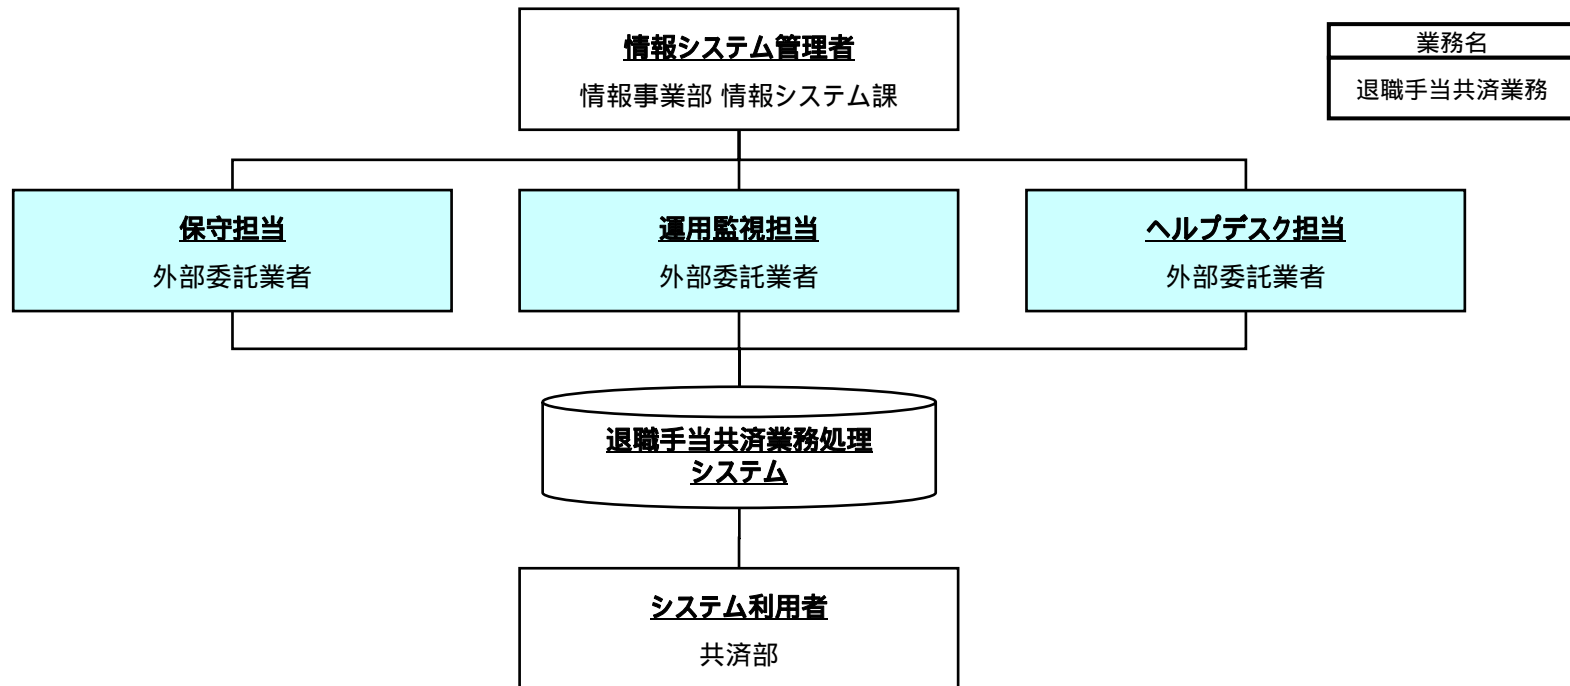 情報システム管理者
情報事業部 情報システム課
業務名
退職手当共済業務
保守担当
外部委託業者
運用監視担当
外部委託業者
ヘルプデスク担当
外部委託業者
退職手当共済業務処理
システム
システム利用者
共済部